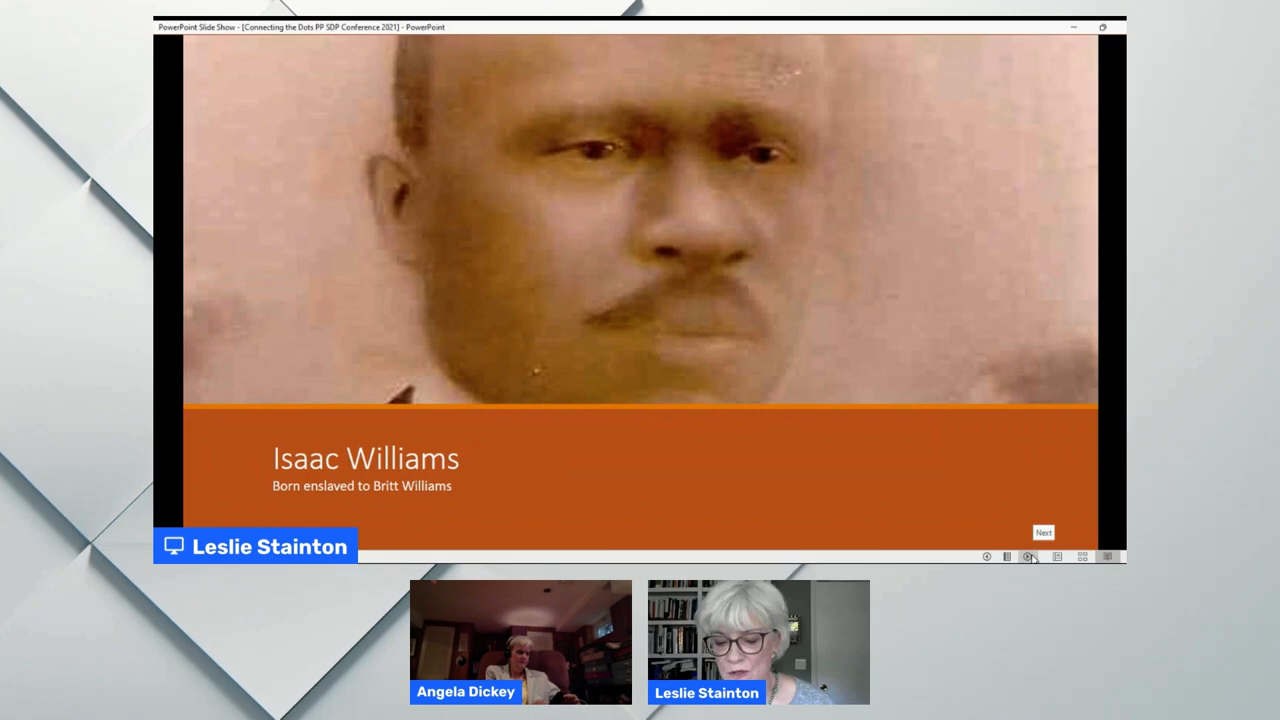 PowerPoint Slide Show - [Connecting the Dots PP SDP Conference 2021] - PowerPoint
Isaac Williams
Born enslaved to Britt Williams
Next
Leslie Stainton
Angela Dickey
Leslie Stainton